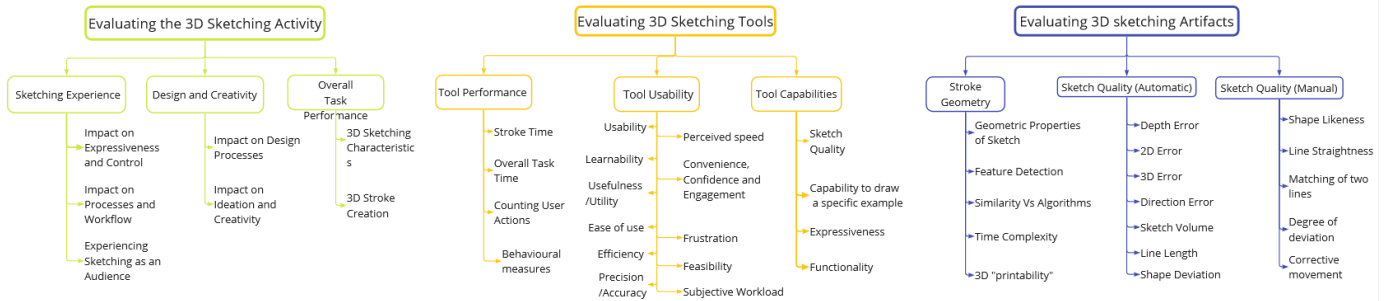 Evaluating the 3D Sketching Activity
Sketching Experience
Impact on
Expressiveness
and Control
Impact on
Processes and
Workflow
Experiencing
Sketching as an
Audience
Design and Creativity
Impact on Design
Processes
Impact on
Ideation and
Creativity
Overall
Task
Performance
3D Sketching
Characteristic
s
3D Stroke
Creation
Evaluating 3D Sketching Tools
Tool Performance
Stroke Time
Overall Task
Time
Counting User
Actions
Behavioural
measures
Tool Usability
Usability
Learnability
Usefulness
/Utility
Ease of use
Efficiency
Precision
/Accuracy
Perceived speed
Convenience,
Confidence and
Engagement
Frustration
Feasibility
Subjective Workload
Tool Capabilities
Sketch
Quality
Capability to draw
a specific example
Expressiveness
Functionality
Evaluating 3D sketching Artifacts
Stroke
Geometry
Geometric Properties
of Sketch
Feature Detection
Similarity Vs Algorithms
Time Complexity
3D "printability"
Sketch Quality (Automatic)
Depth Error
2D Error
3D Error
Direction Error
Sketch Volume
Line Length
Shape Deviation
Sketch Quality (Manual)
Shape Likeness
Line Straightness
Matching of two
lines
Degree of
deviation
Corrective
movement